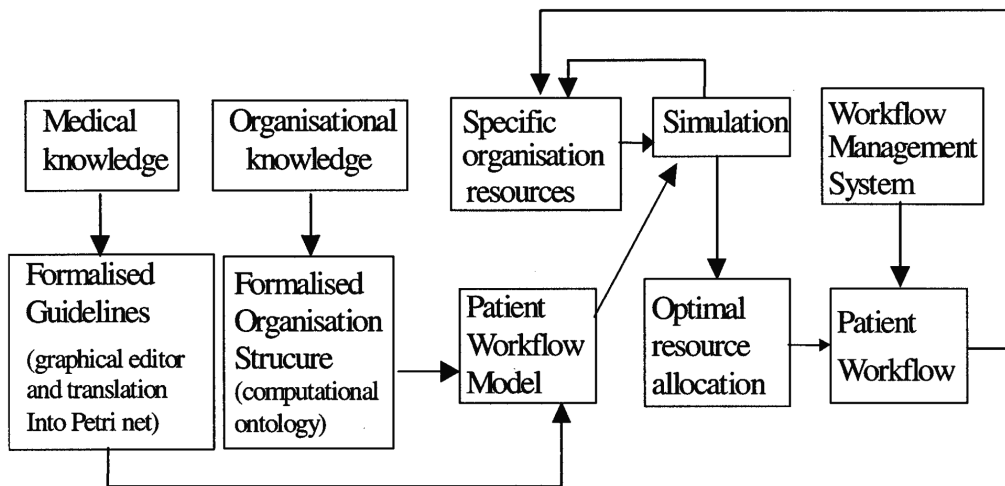 Medical
knowledge
Organisational
knowledge
Specific
organisation
resources
Simulation
Workflow
Management
System
Formalised
Guidelines
(graphical editor
and translation
Into Petri net)
Formalised
Organisation
Strucure
(computational
ontology)
Patient
Workflow
Model
Optimal
resource
allocation
Patient
Workflow